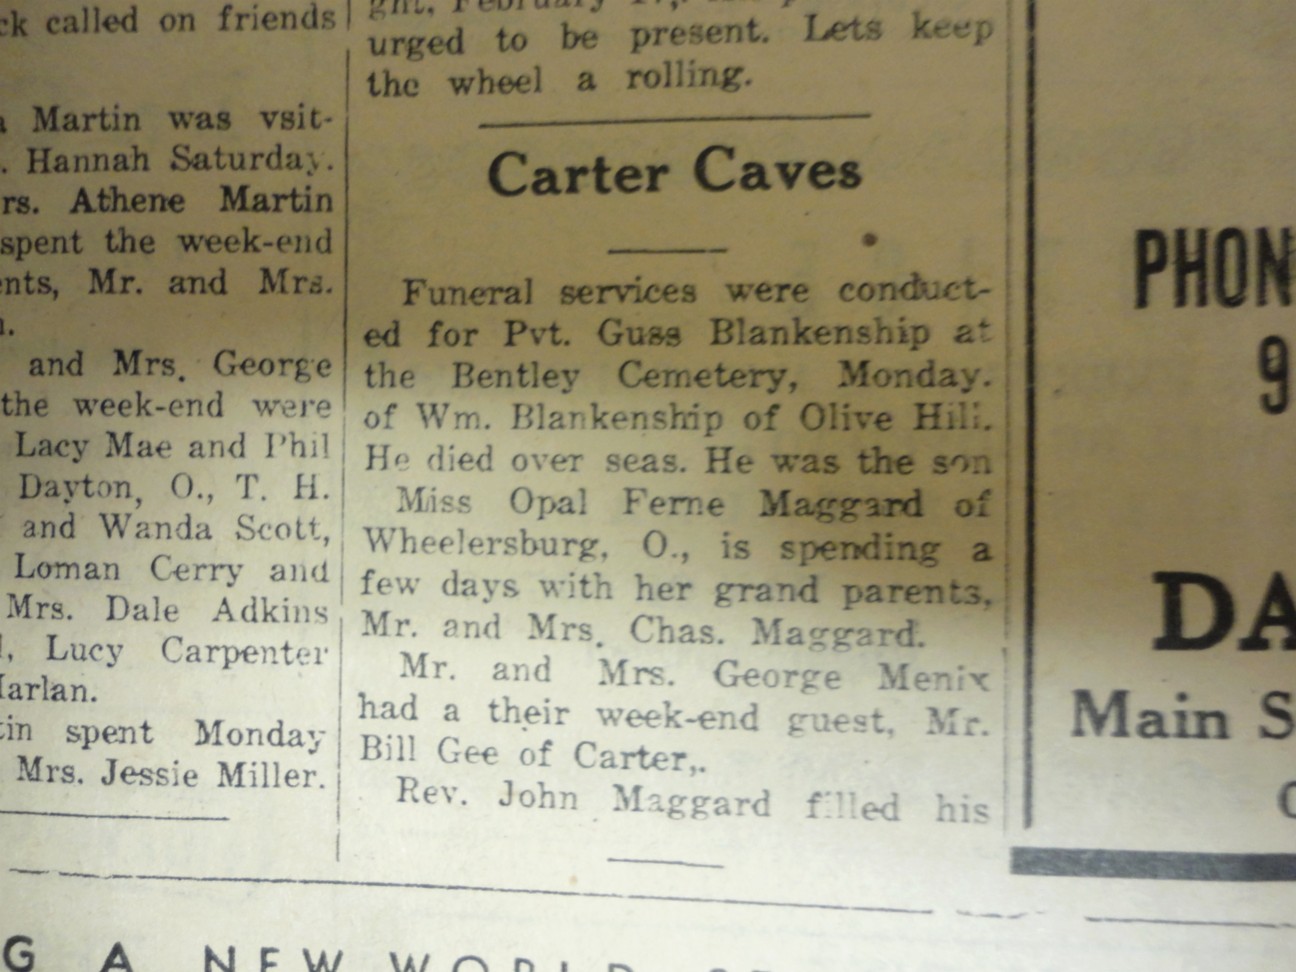 ck called on friends
Martin was vsit-
. Hannah Saturday.
rs. Athene Martin
spent the week-end
ents, Mr. and Mrs.
and Mrs. George
the week-end were
Lacy Mae and Phil
Dayton, O., T. H.
and Wanda Scott,
Loman Cerry and
Mrs. Dale Adkins
, Lucy Carpenter
arlan.
tin spent Monday
Mrs. Jessie Miller.
ght, February
urged to be present. Lets keep
the wheel a rolling.
Carter Caves
Funeral services were conduct-
ed for Pvt. Guss Blankenship at
the Bentley Cemetery, Monday.
of Wm. Blankenship of Olive Hill.
He died over seas. He was the son
Miss Opal Ferne Maggard of
Wheelersburg, O., is spending a
few days with her grand parents,
Mr. and Mrs. Chas. Maggard.
Mr. and Mrs. George Menix
had a their week-end guest, Mr.
Bill Gee of Carter,.
Rev. John Maggard filled his
PHON
9
DA
Main S
G A NEW WORLD